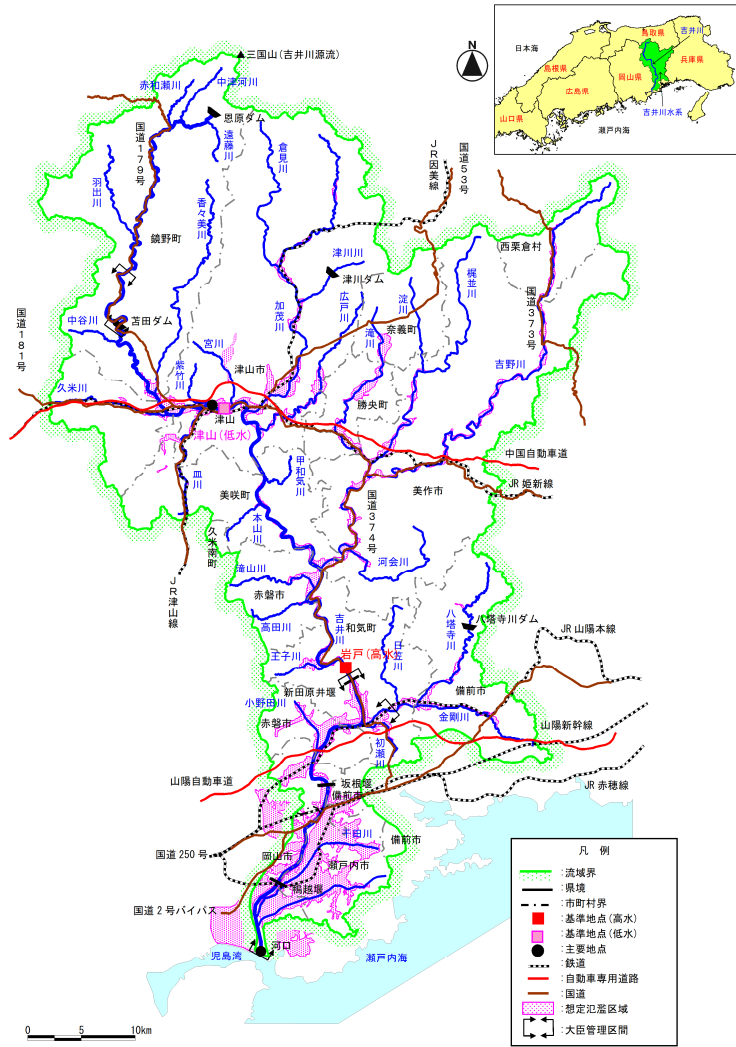 ▲三国山(吉井川源流)
日本海
鳥取県
吉井川
島根県
岡山県
兵庫県
広島県
山口県
吉井川水系
瀬戸内海
N
赤和瀬川
中津河川
恩原ダム
国道179号
遠藤川
倉見川
JR因美線
国道53号
羽出川
香々美川
鏡野町
津川川
津川ダム
西粟倉村
梶並川
淀川
広戸川
加茂川
滝川
奈義町
国道373号
国道181号
中谷川
苫田ダム
宮川
紫竹川
津山市
吉野川
久米川
勝央町
津山
津山(低水)
中国自動車道
皿川
甲和気川
国道374号
美作市
JR姫新線
美咲町
本山川
久米南町
滝山川
河会川
JR津山線
赤磐市
八塔寺川
八塔寺川ダム
高田川
吉井川
和気町
日笠川
JR山陽本線
王子川
岩戸(高水)
新田原井堰
備前市
小野田川
金剛川
赤磐市
山陽新幹線
初瀬川
山陽自動車道
坂根堰
備前市
JR赤穂線
千田川
備前市
国道250号
岡山市
瀬戸内市
鴨越堰
国道2号バイパス
河口
児島湾
瀬戸内海
凡 例
:流域界
:県境
:市町村界
:基準地点(高水)
:基準地点(低水)
:主要地点
:鉄道
:自動車専用道路
:国道
:想定氾濫区域
:大臣管理区間
0 5 10km